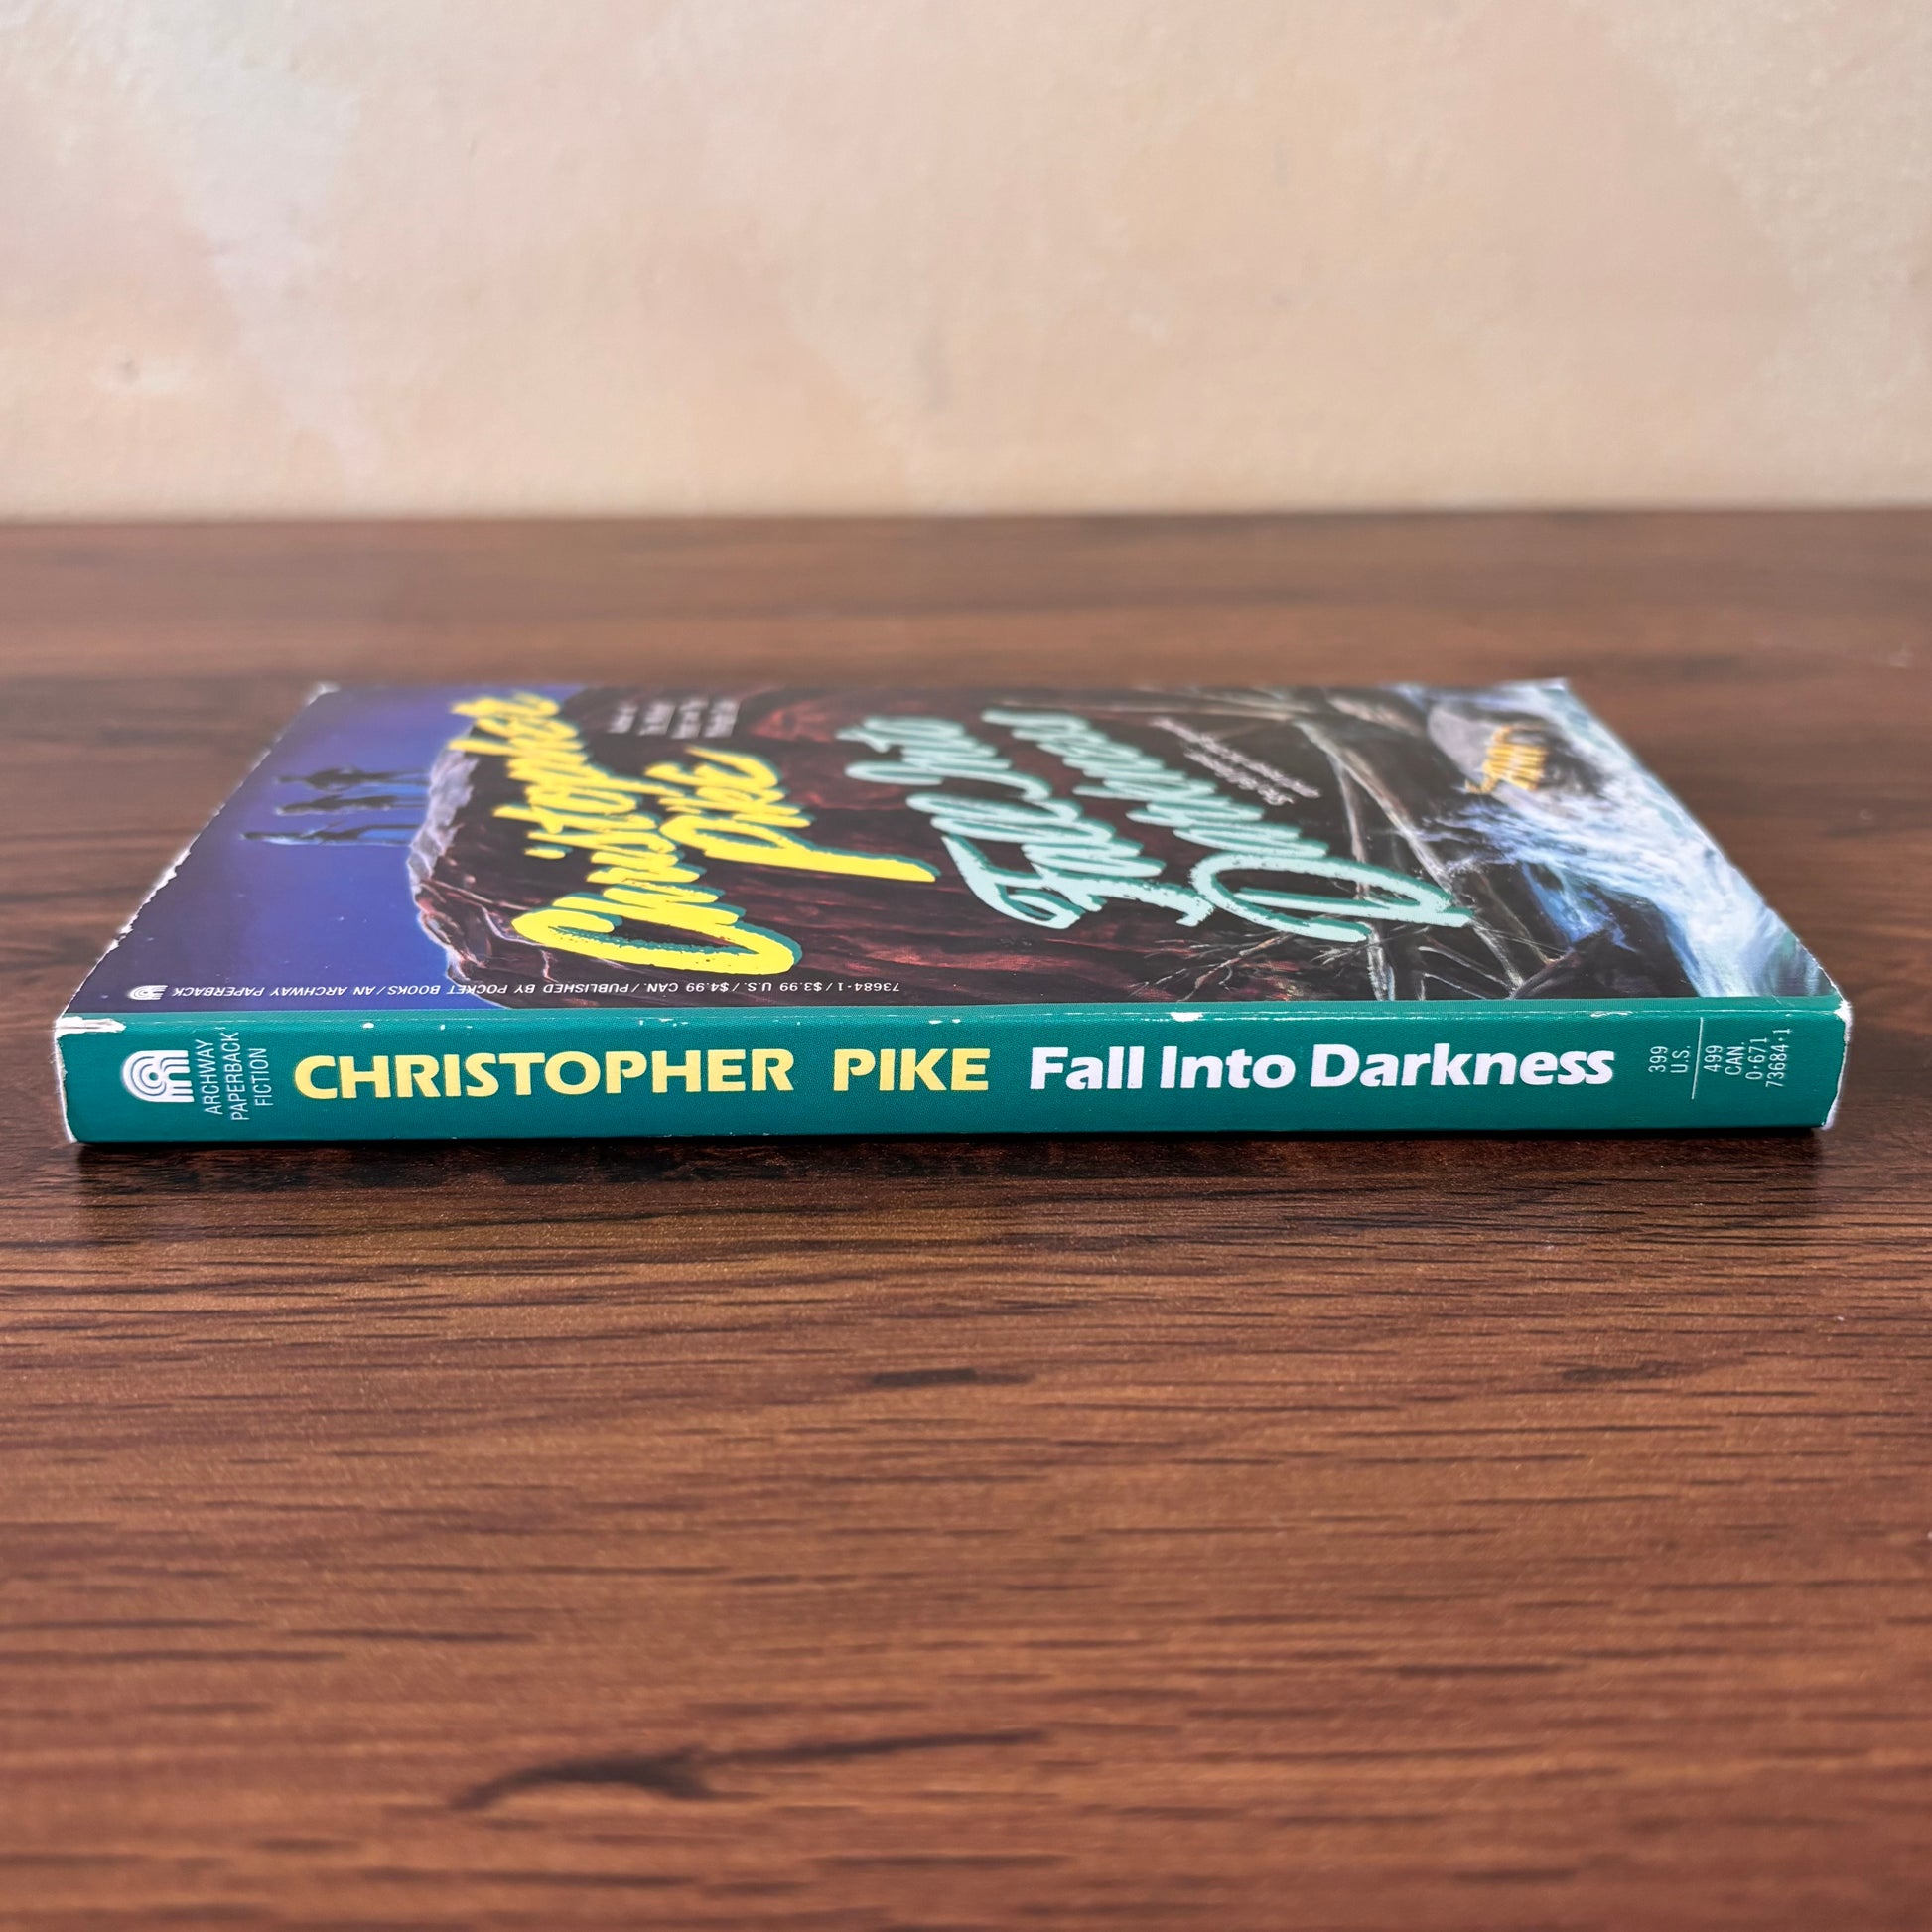 Christopher
Pike
Fall Into
Darkness
73684-1/$3.99 U.S./$4.99 CAN./PUBLISHED BY POCKET BOOKS/AN ARCHWAY PAPERBACK
ARCHWAY
PAPERBACK
FICTION
CHRISTOPHER PIKE Fall Into Darkness
399
U.S.
499
CAN.
0-671
73684-1